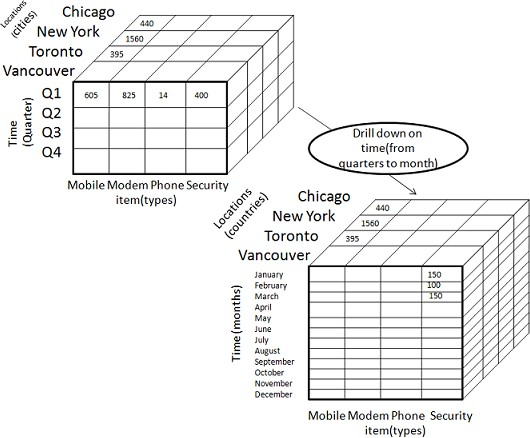 Locations
(cities)
Chicago
New York
Toronto
Vancouver
440
1560
395
Time
(Quarter)
Q1
Q2
Q3
Q4
605 825 14 400
Mobile Modem Phone Security
item(types)
Drill down on
time(from
quarters to month)
Locations
(countries)
Chicago
New York
Toronto
Vancouver
440
1560
395
Time (months)
January
February
March
April
May
June
July
August
September
October
November
December
150
100
150
Mobile Modem Phone Security
item(types)